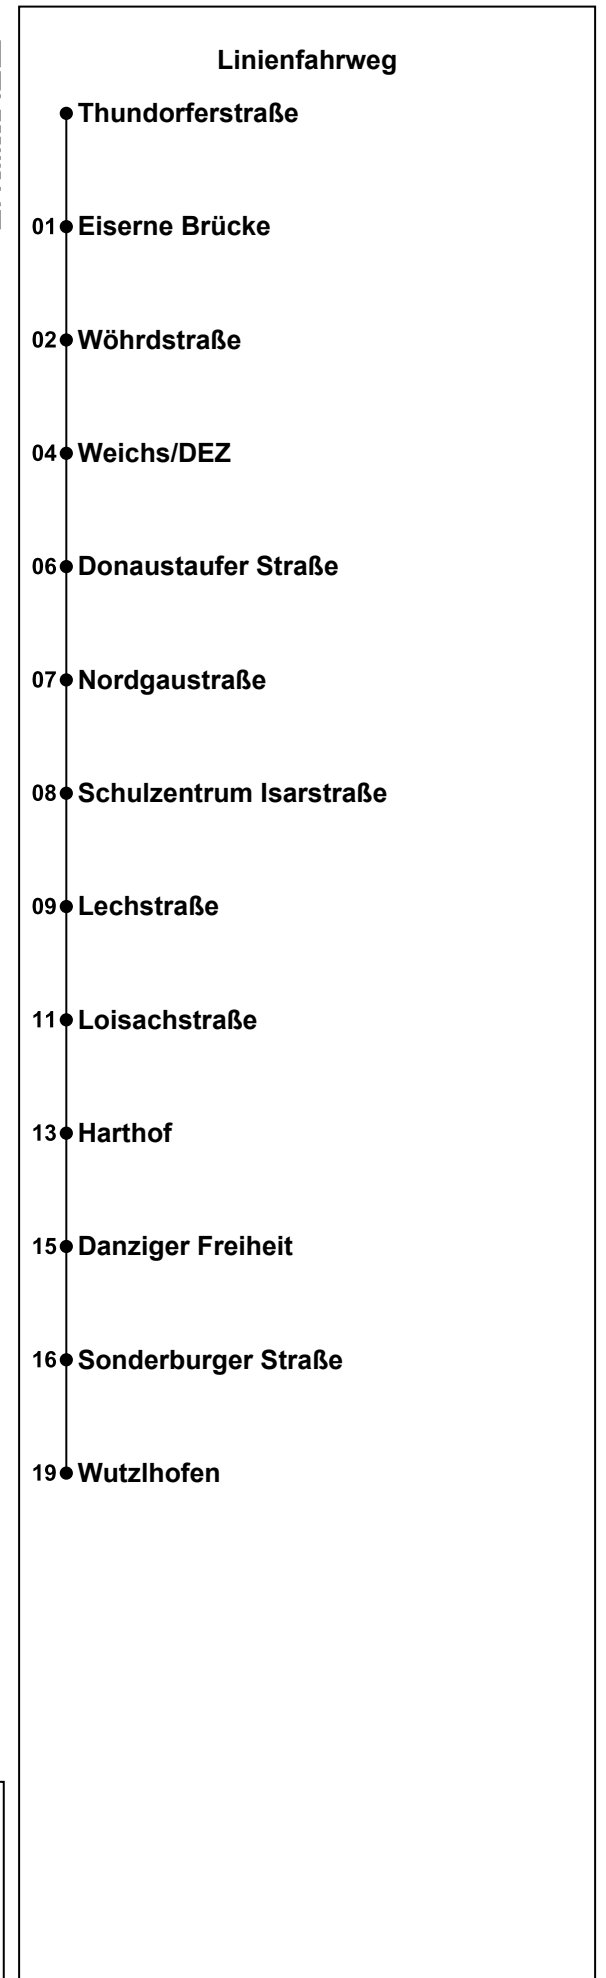 Linienfahrweg
Thundorferstraße
01 Eiserne Brücke
02 Wöhrdstraße
04 Weichs/DEZ
06 Donaustaufer Straße
07 Nordgaustraße
08 Schulzentrum Isarstraße
09 Lechstraße
11 Loisachstraße
13 Harthof
15 Danziger Freiheit
16 Sonderburger Straße
19 Wutzlhofen